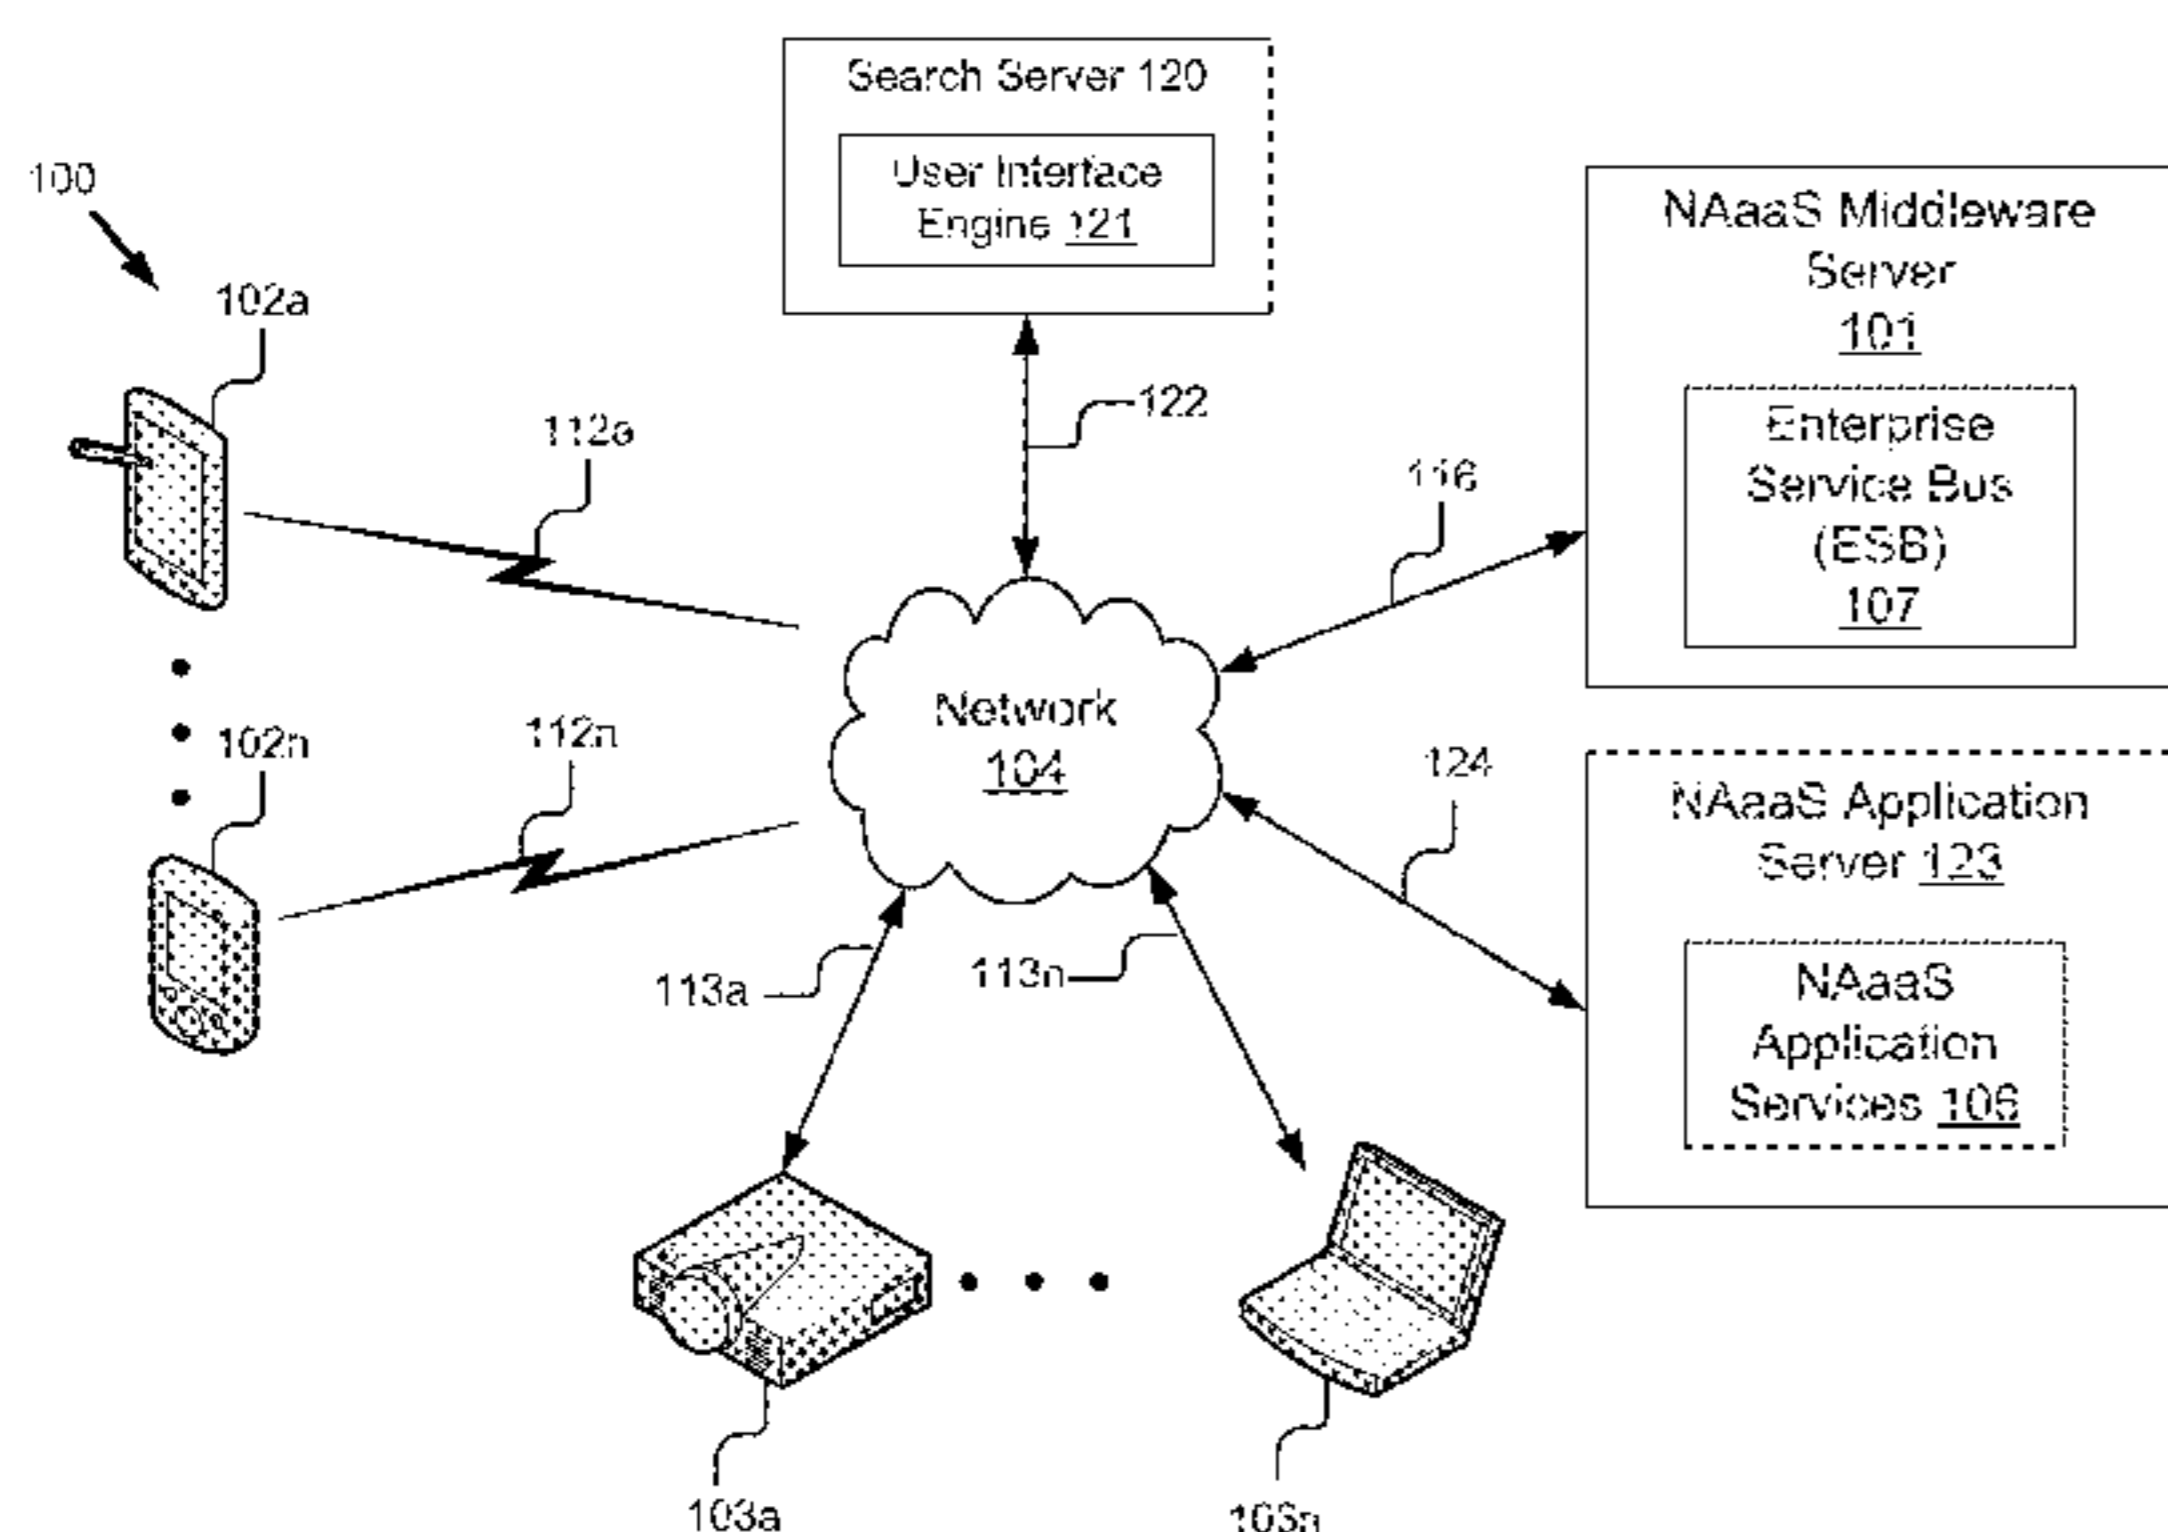 Search Server 120
User Interface
Engine 121
100
102a
112a
122
116
NAaaS Middleware
Server
101
Enterprise
Service Bus
(ESB)
107
102n
112n
Network
104
124
NAaaS Application
Server 123
113a
113n
NAaaS
Application
Services 106
103a
103n